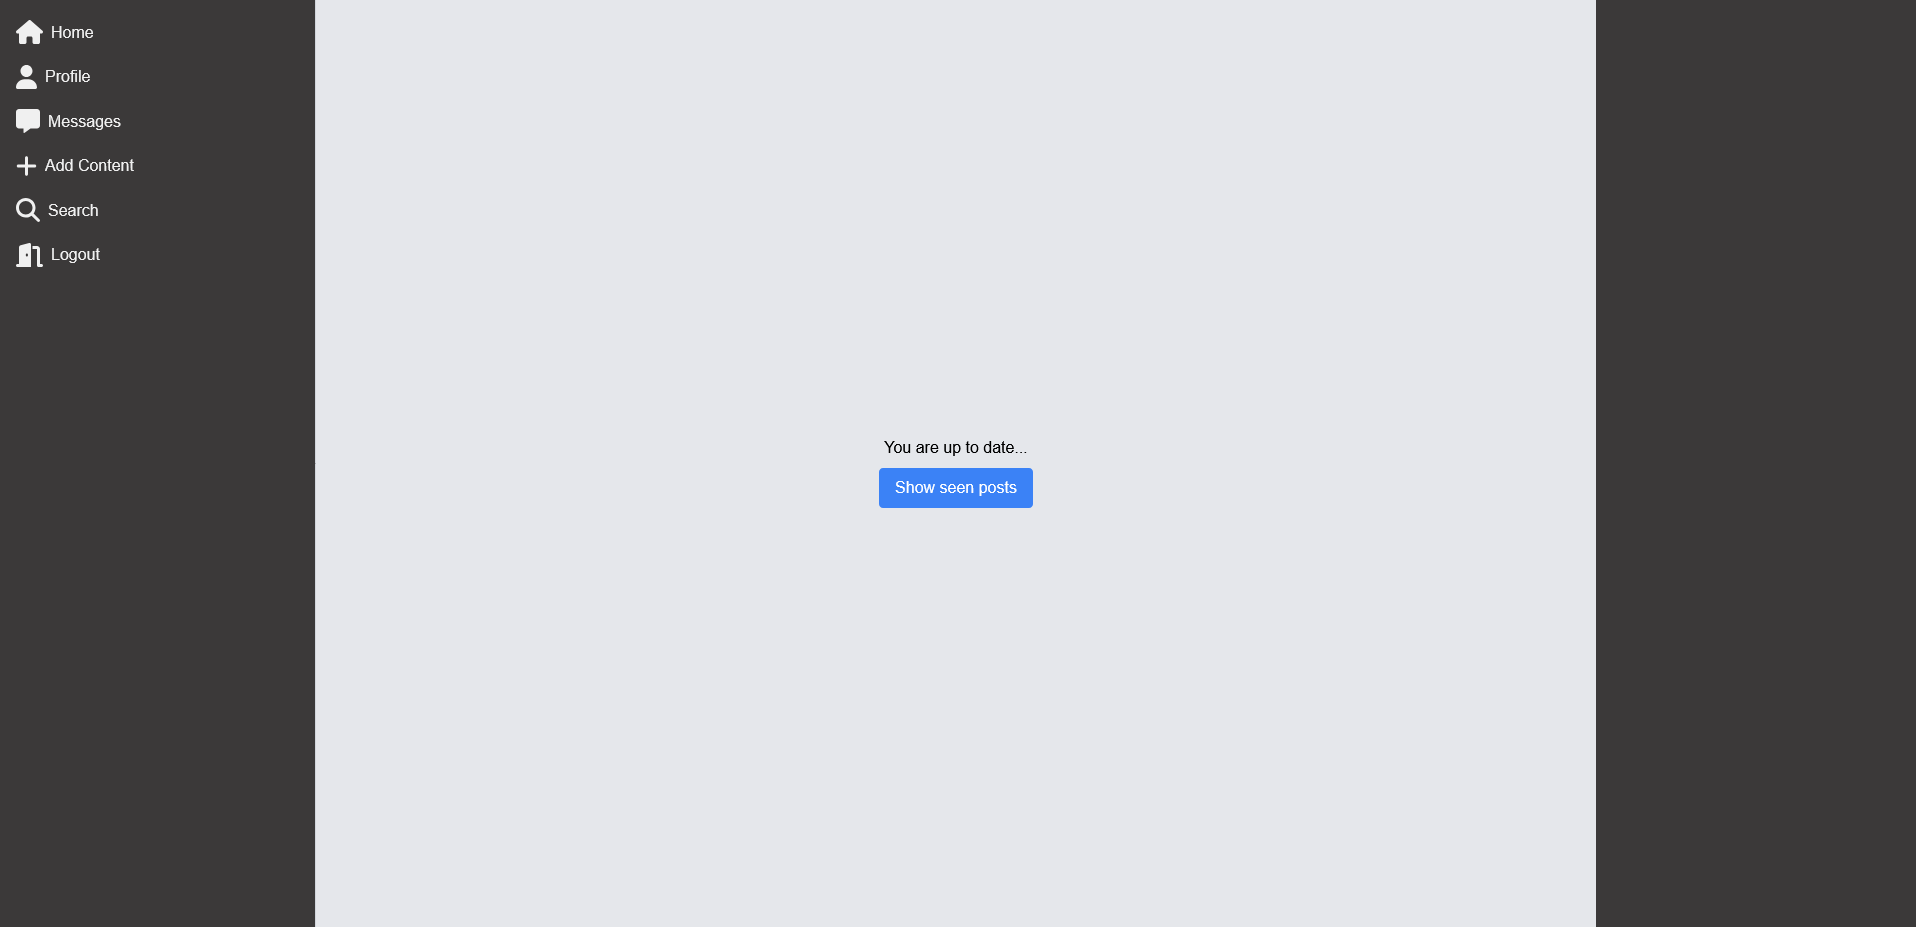 Home
Profile
Messages
Add Content
Search
Logout
You are up to date...
Show seen posts